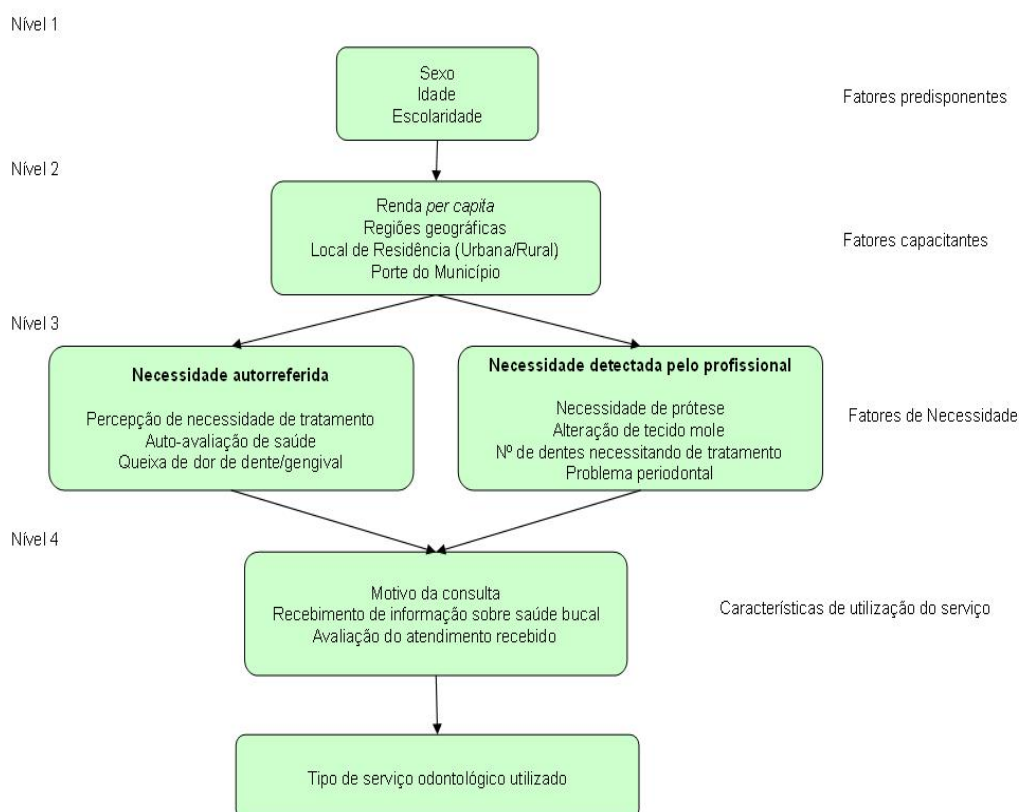 Nível 1
Sexo
Idade
Escolaridade
Fatores predisponentes
Nível 2
Renda per capita
Regiões geográficas
Local de Residência (Urbana/Rural)
Porte do Município
Fatores capacitantes
Nível 3
Necessidade autorreferida
Percepção de necessidade de tratamento
Auto-avaliação de saúde
Queixa de dor de dente/gengival
Necessidade detectada pelo profissional
Necessidade de prótese
Alteração de tecido mole
Nº de dentes necessitando de tratamento
Problema periodontal
Fatores de Necessidade
Nível 4
Motivo da consulta
Recebimento de informação sobre saúde bucal
Avaliação do atendimento recebido
Características de utilização do serviço
Tipo de serviço odontológico utilizado